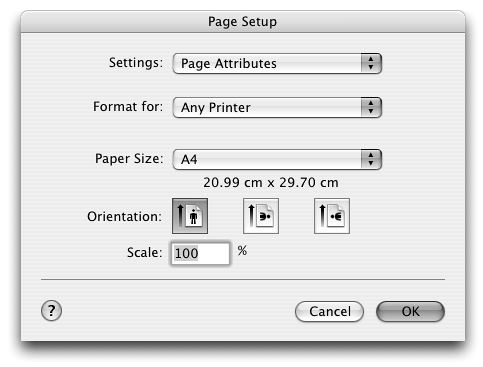 Page Setup
Settings: Page Attributes
Format for: Any Printer
Paper Size: A4
20.99 cm x 29.70 cm
Orientation:
Scale: 100 %
? Cancel OK